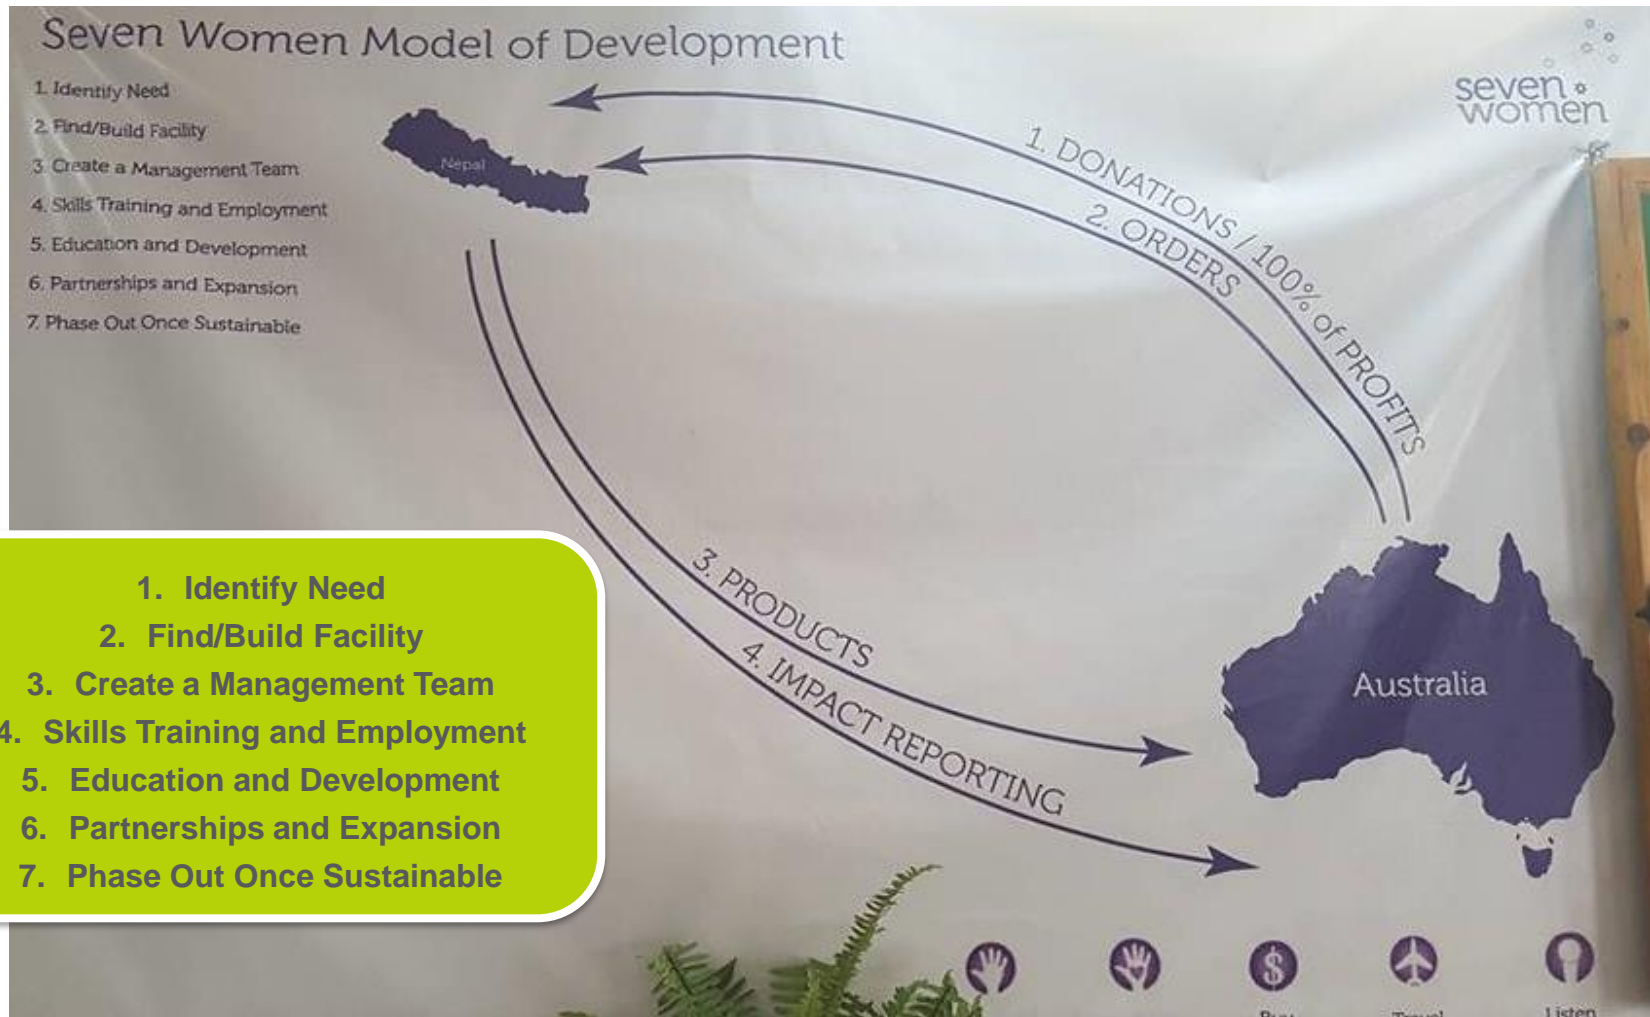 Seven Women Model of Development
1. Identify Need
2. Find/Build Facility
3. Create a Management Team
4. Skills Training and Employment
5. Education and Development
6. Partnerships and Expansion
7. Phase Out Once Sustainable
Nepal
seven
women
1. DONATIONS / 100% of PROFITS
2. ORDERS
3. PRODUCTS
4. IMPACT REPORTING
Australia
1. Identify Need
2. Find/Build Facility
3. Create a Management Team
4. Skills Training and Employment
5. Education and Development
6. Partnerships and Expansion
7. Phase Out Once Sustainable
$
Buy
Travel
Listen